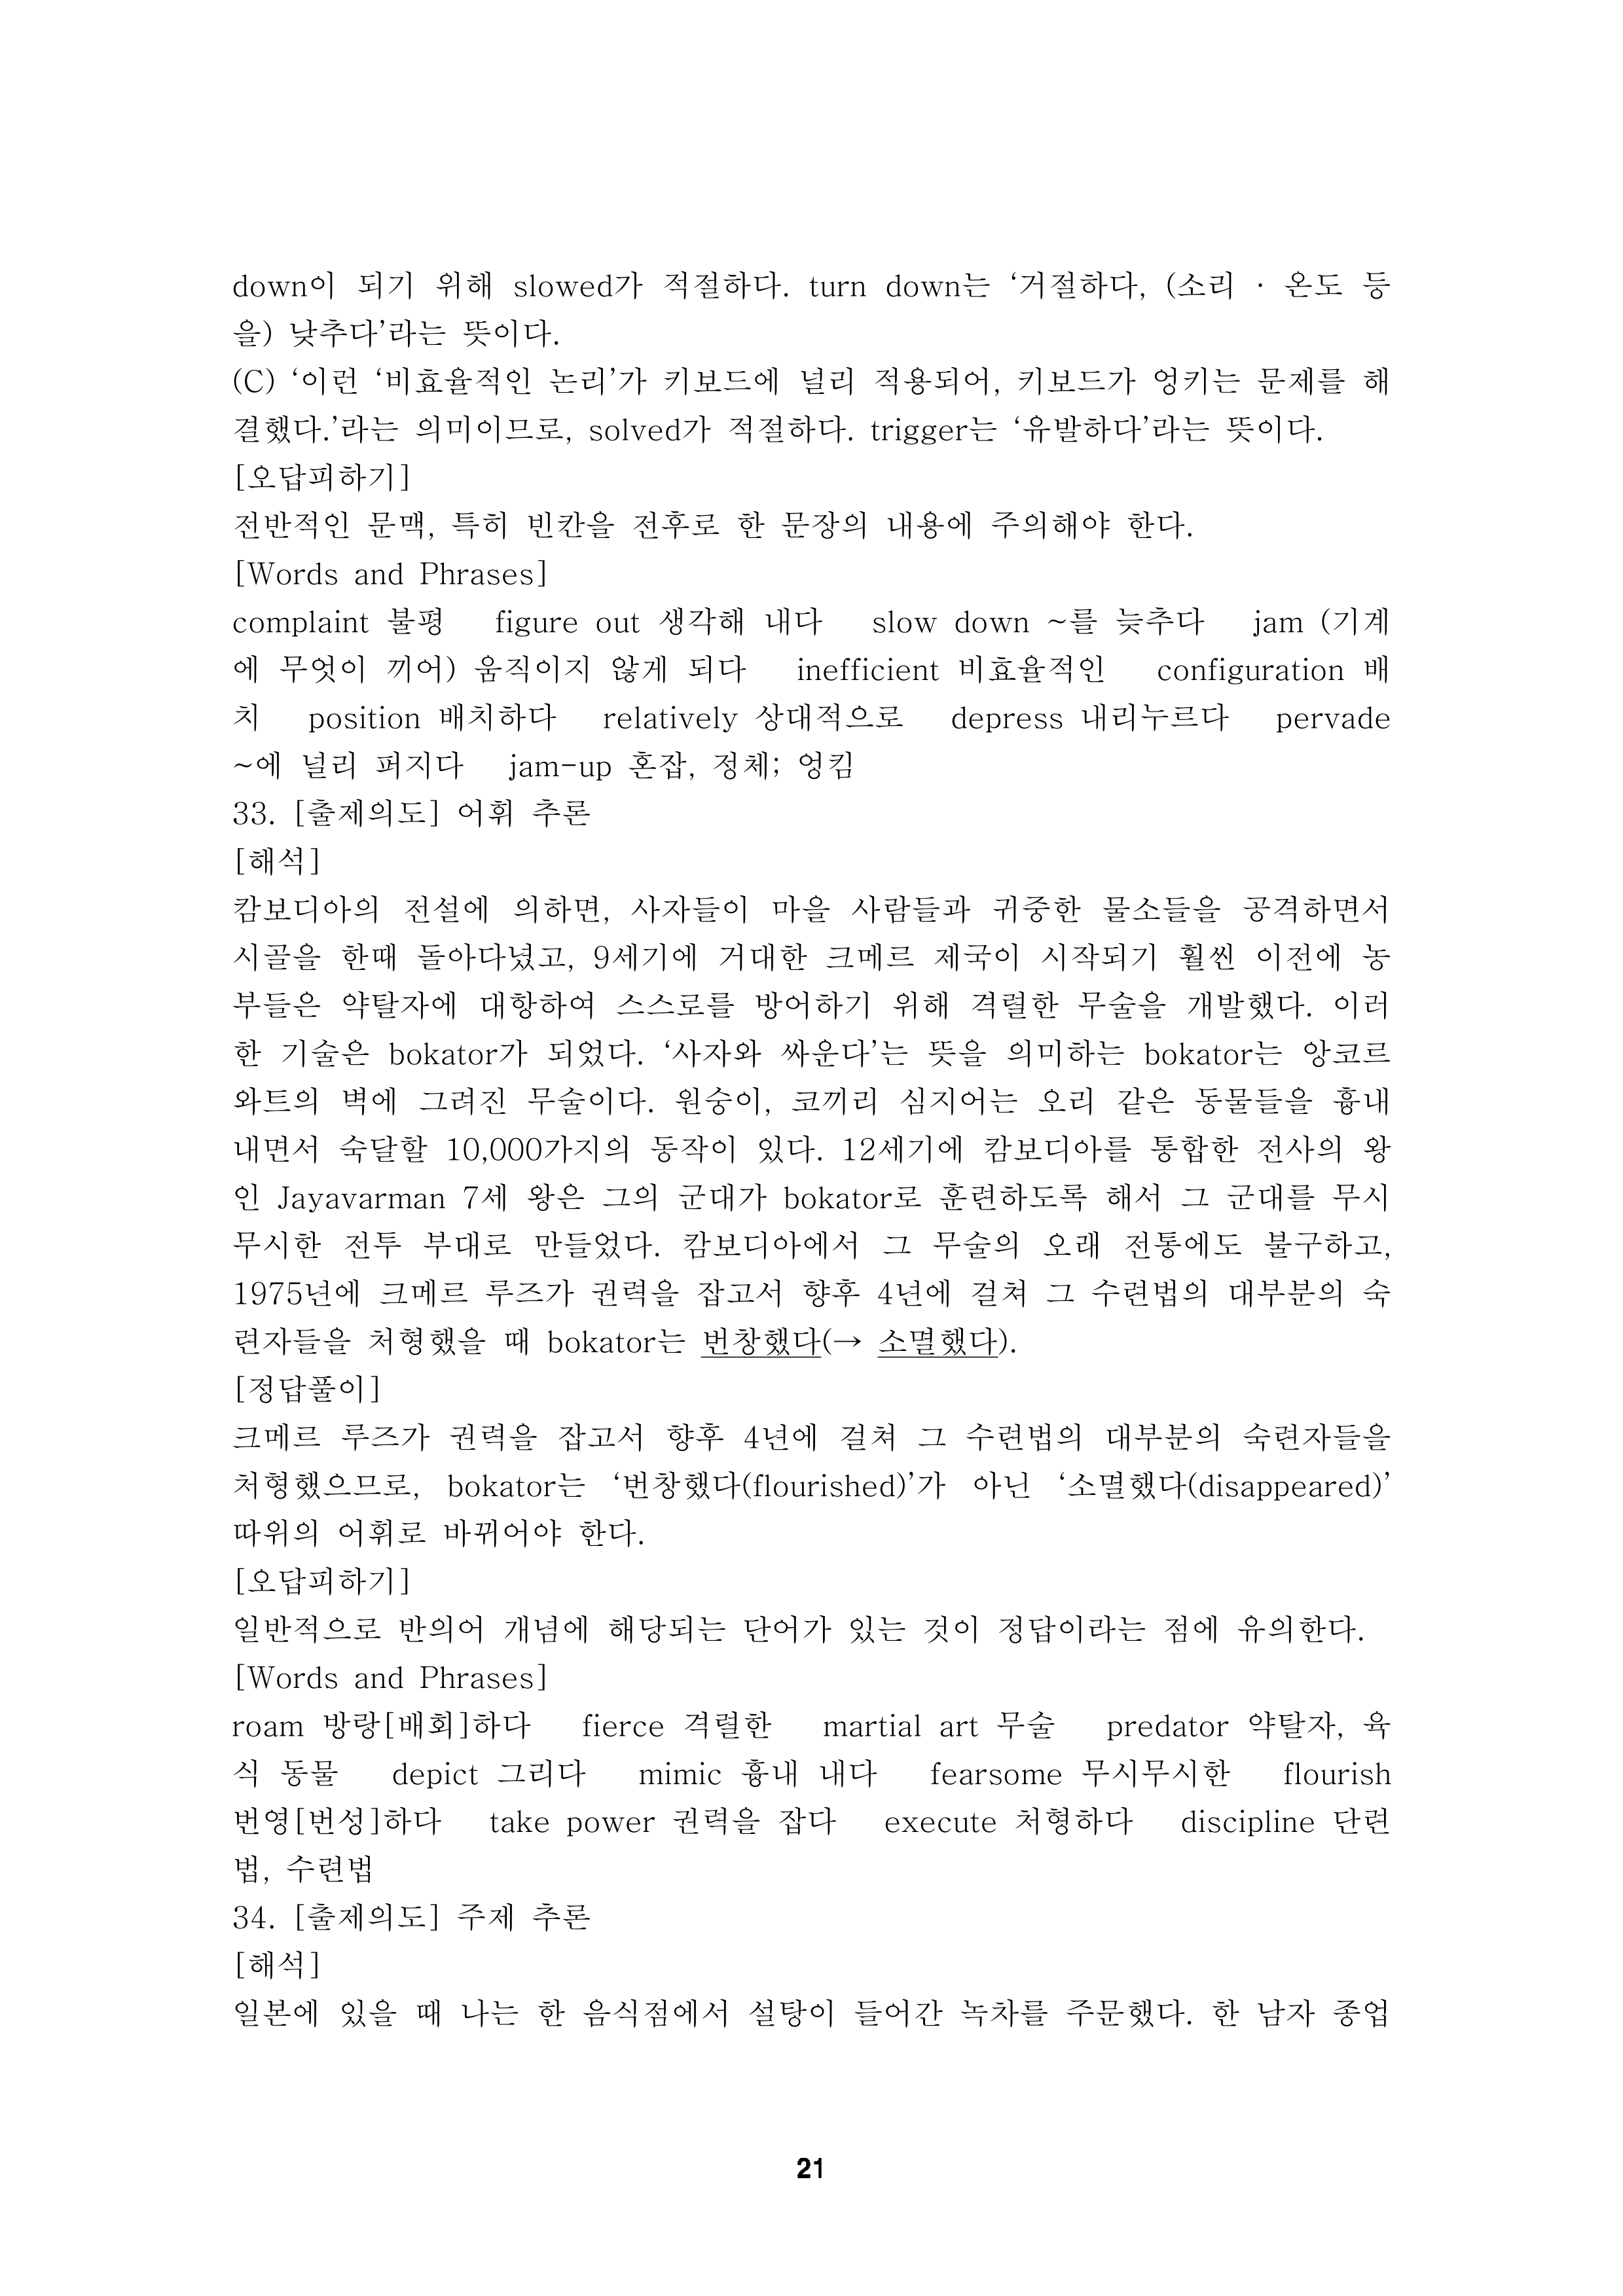 down이 되기 위해 slowed가 적절하다. turn down는 ‘거절하다, (소리 · 온도 등
을) 낮추다’라는 뜻이다.
(C) ‘이런 ‘비효율적인 논리’가 키보드에 널리 적용되어, 키보드가 엉키는 문제를 해
결했다.’라는 의미이므로, solved가 적절하다. trigger는 ‘유발하다’라는 뜻이다.
[오답피하기]
전반적인 문맥, 특히 빈칸을 전후로 한 문장의 내용에 주의해야 한다.
[Words and Phrases]
complaint 불평 figure out 생각해 내다 slow down ~를 늦추다 jam (기계
에 무엇이 끼어) 움직이지 않게 되다 inefficient 비효율적인 configuration 배
치 position 배치하다 relatively 상대적으로 depress 내리누르다 pervade
~에 널리 퍼지다 jam-up 혼잡, 정체; 엉킴
33. [출제의도] 어휘 추론
[해석]
캄보디아의 전설에 의하면, 사자들이 마을 사람들과 귀중한 물소들을 공격하면서
시골을 한때 돌아다녔고, 9세기에 거대한 크메르 제국이 시작되기 훨씬 이전에 농
부들은 약탈자에 대항하여 스스로를 방어하기 위해 격렬한 무술을 개발했다. 이러
한 기술은 bokator가 되었다. ‘사자와 싸운다’는 뜻을 의미하는 bokator는 앙코르
와트의 벽에 그려진 무술이다. 원숭이, 코끼리 심지어는 오리 같은 동물들을 흉내
내면서 숙달할 10,000가지의 동작이 있다. 12세기에 캄보디아를 통합한 전사의 왕
인 Jayavarman 7세 왕은 그의 군대가 bokator로 훈련하도록 해서 그 군대를 무시
무시한 전투 부대로 만들었다. 캄보디아에서 그 무술의 오래 전통에도 불구하고,
1975년에 크메르 루즈가 권력을 잡고서 향후 4년에 걸쳐 그 수련법의 대부분의 숙
련자들을 처형했을 때 bokator는 번창했다(→ 소멸했다).
[정답풀이]
크메르 루즈가 권력을 잡고서 향후 4년에 걸쳐 그 수련법의 대부분의 숙련자들을
처형했으므로, bokator는 ‘번창했다(flourished)’가 아닌 ‘소멸했다(disappeared)’
따위의 어휘로 바뀌어야 한다.
[오답피하기]
일반적으로 반의어 개념에 해당되는 단어가 있는 것이 정답이라는 점에 유의한다.
[Words and Phrases]
roam 방랑[배회]하다 fierce 격렬한 martial art 무술 predator 약탈자, 육
식 동물 depict 그리다 mimic 흉내 내다 fearsome 무시무시한 flourish
번영[번성]하다 take power 권력을 잡다 execute 처형하다 discipline 단련
법, 수련법
34. [출제의도] 주제 추론
[해석]
일본에 있을 때 나는 한 음식점에서 설탕이 들어간 녹차를 주문했다. 한 남자 종업
21